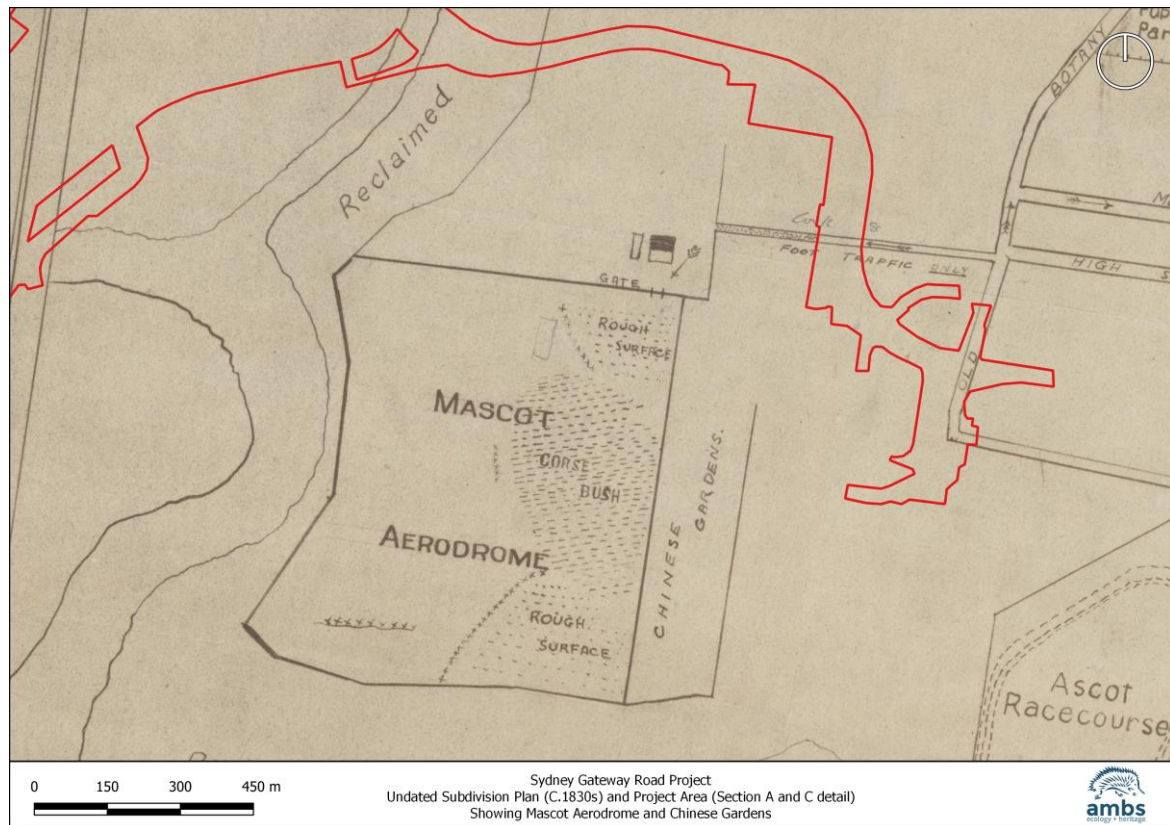 BOTANY
Reclaimed
FOOT TRAFFIC ONLY
HIGH S
GATE
ROUGH
SURFACE
OLD
MASCOT
CORSE
BUSH
CHINESE GARDENS.
AERODROME
ROUGH
SURFACE
Ascot
Racecourse
0 150 300 450 m
Sydney Gateway Road Project
Undated Subdivision Plan (C.1830s) and Project Area (Section A and C detail)
Showing Mascot Aerodrome and Chinese Gardens
ambs
ecology + heritage